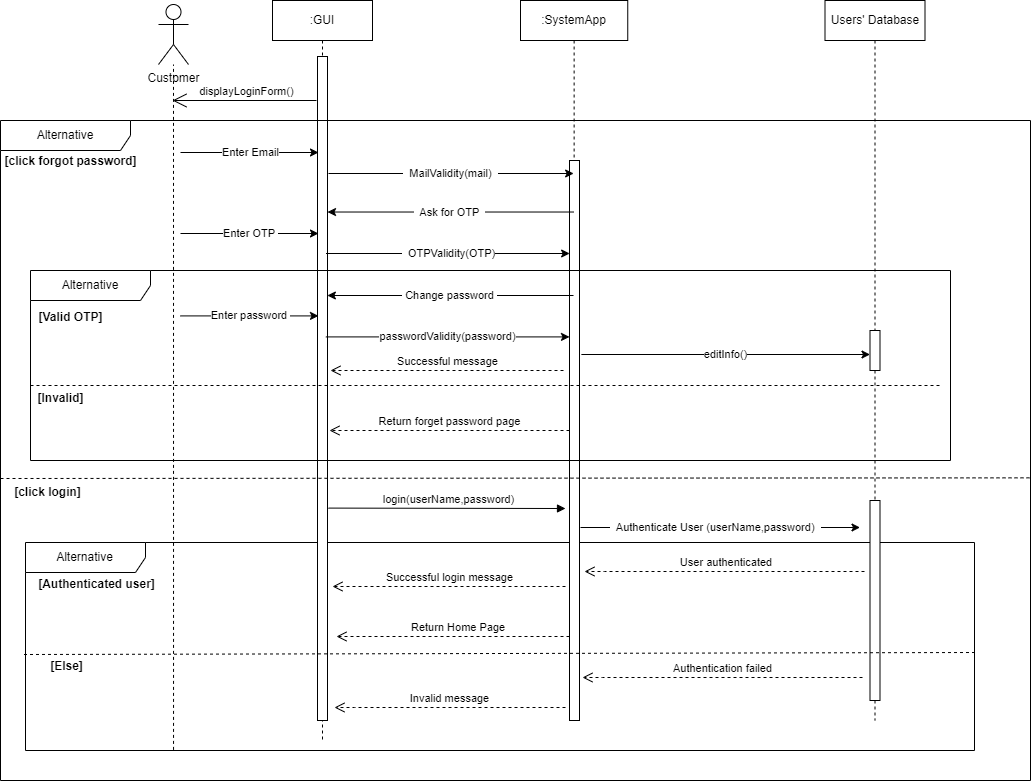 :GUI
:SystemApp
Users' Database
Customer
displayLoginForm()
Alternative
[click forgot password]
Enter Email
MailValidity(mail)
Ask for OTP
Enter OTP
OTPValidity(OTP)
Alternative
Change password
[Valid OTP]
Enter password
passwordValidity(password)
editInfo()
Successful message
[Invalid]
Return forget password page
[click login]
login(userName,password)
Authenticate User (userName,password)
Alternative
User authenticated
Successful login message
[Authenticated user]
Return Home Page
[Else]
Authentication failed
Invalid message